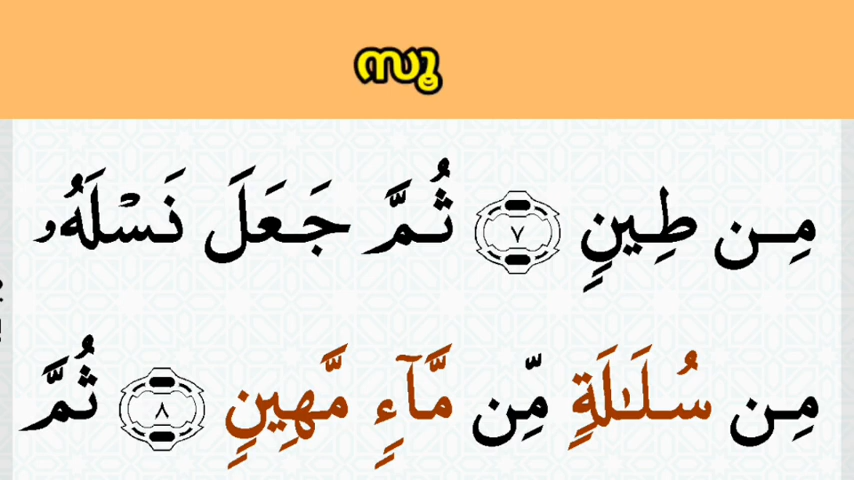 സൂ
مِن طِينٍ ٧ ثُمَّ جَعَلَ نَسْلَهُۥ
مِن سُلَـٰلَةٍ مِّن مَّآءٍ مَّهِينٍ ٨ ثُمَّ